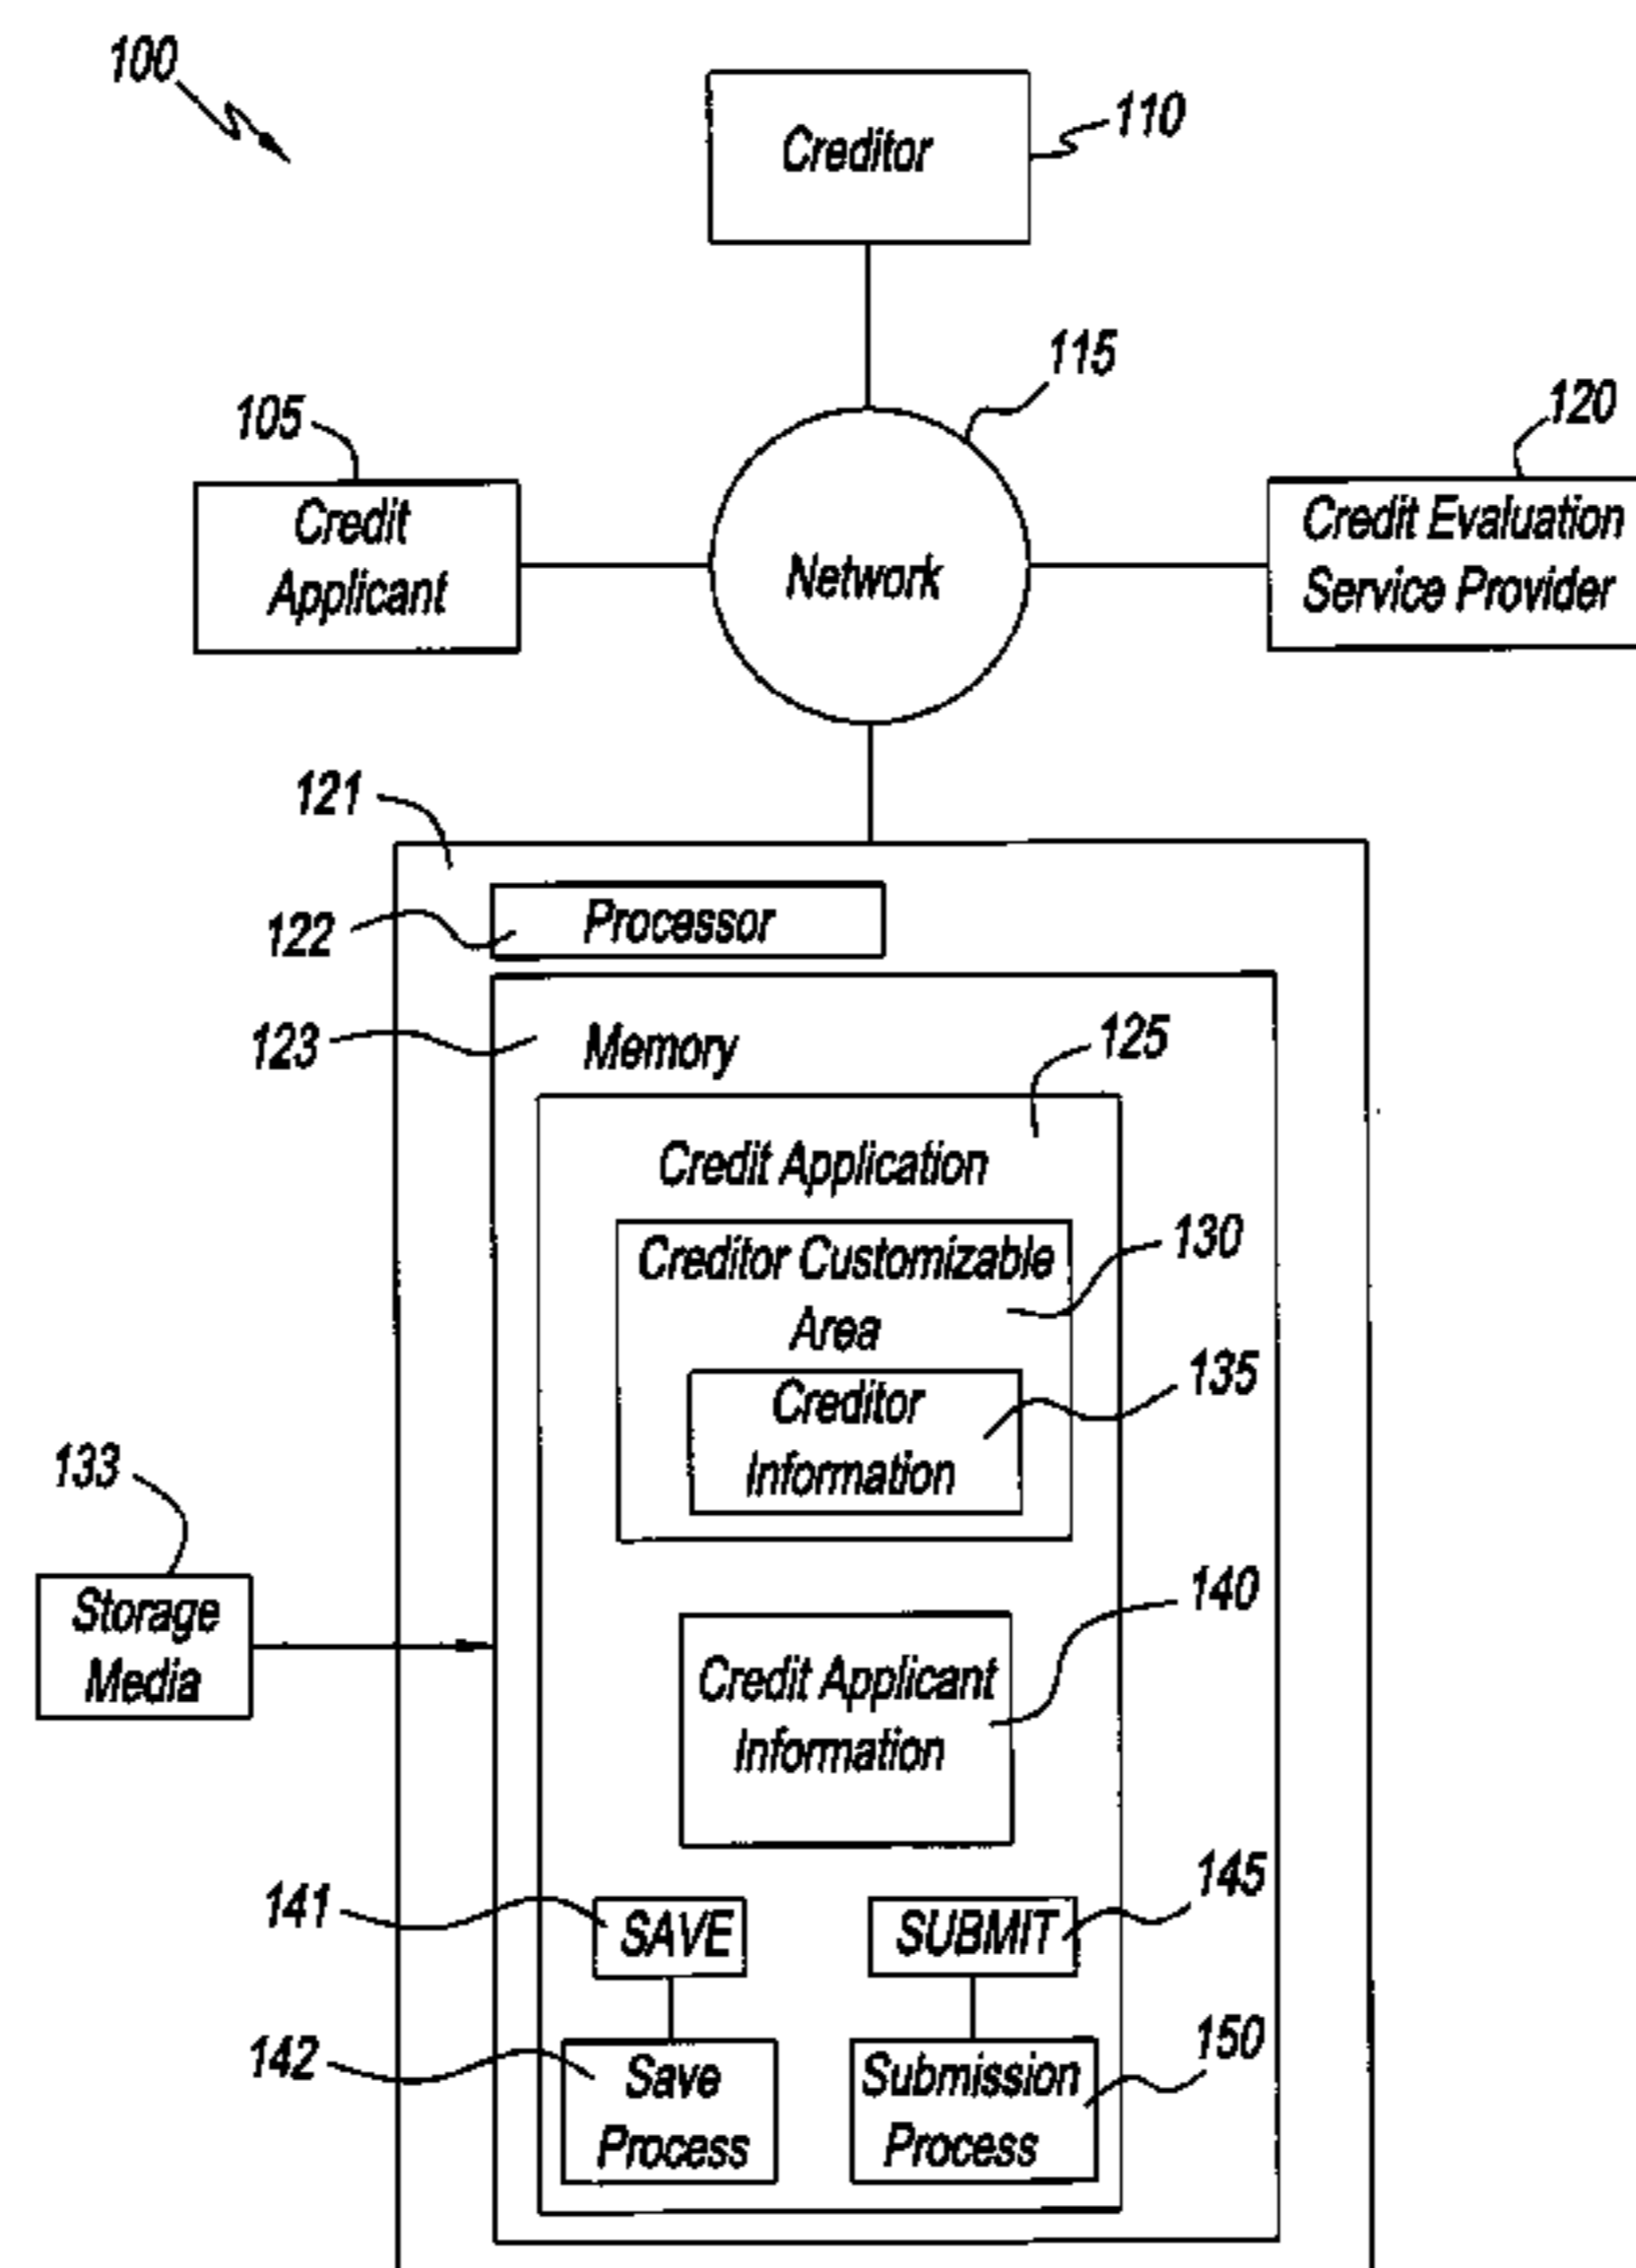 100
Creditor
110
115
105
120
Credit
Applicant
Network
Credit Evaluation
Service Provider
121
122
Processor
123
Memory
125
Credit Application
130
Creditor Customizable
Area
135
Creditor
Information
133
Storage
Media
140
Credit Applicant
Information
141
SAVE
SUBMIT
145
142
Save
Process
Submission
Process
150